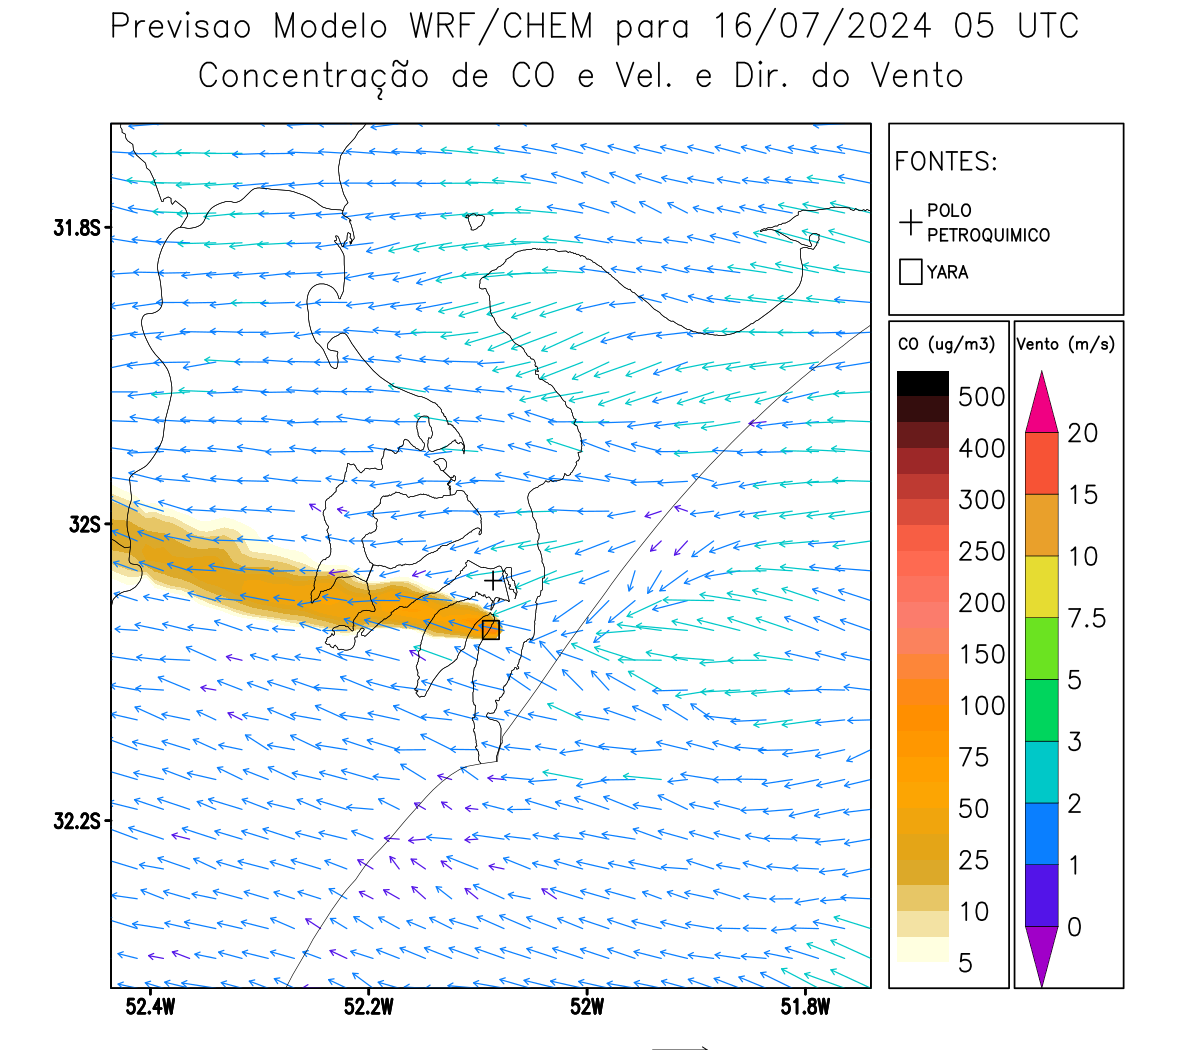 Previsao Modelo WRF/CHEM para 16/07/2024 05 UTC
Concentração de CO e Vel. e Dir. do Vento
FONTES:
POLO
PETROQUIMICO
YARA
CO (ug/m3)
500
400
300
250
200
150
100
75
50
25
10
5
Vento (m/s)
20
15
10
7.5
5
3
2
1
0
31.8S
32S
32.2S
52.4W
52.2W
52W
51.8W